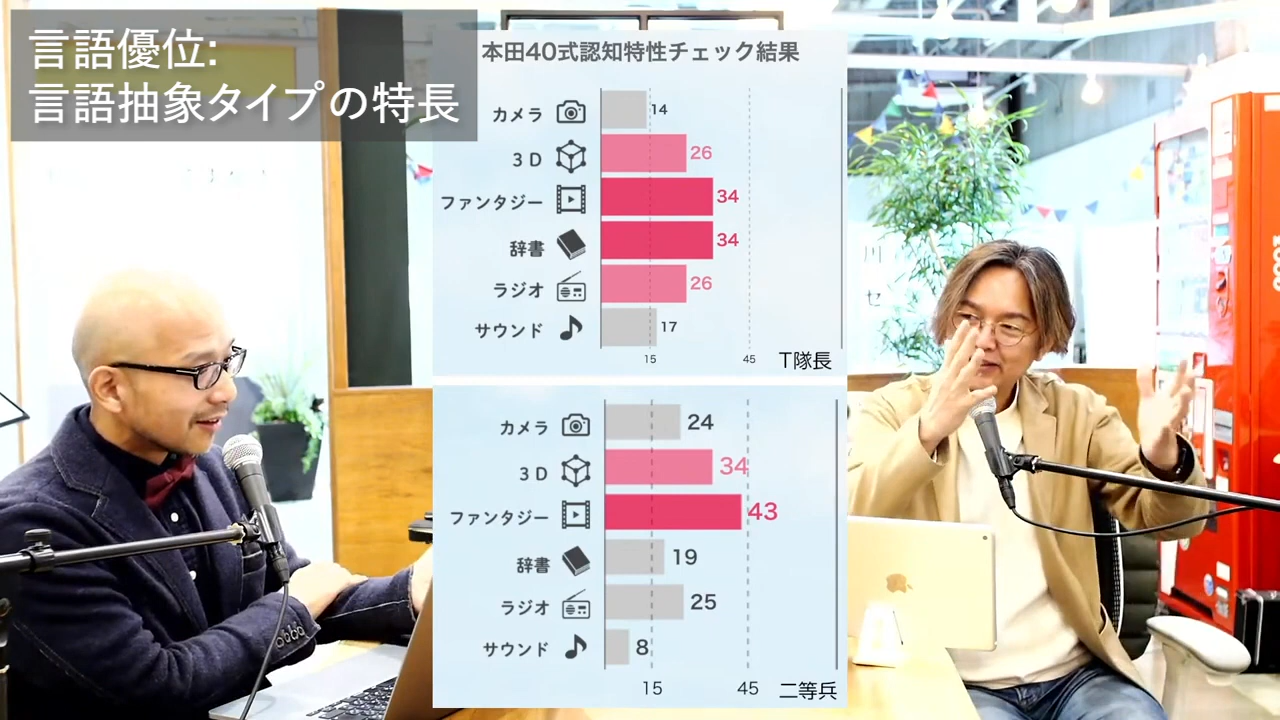 言語優位:
言語抽象タイプの特長
本田40式認知特性チェック結果
カメラ 14
3D 26
ファンタジー 34
辞書 34
ラジオ 26
サウンド 17
15 45 T隊長
カメラ 24
3D 34
ファンタジー 43
辞書 19
ラジオ 25
サウンド 8
15 45 二等兵
川
セ